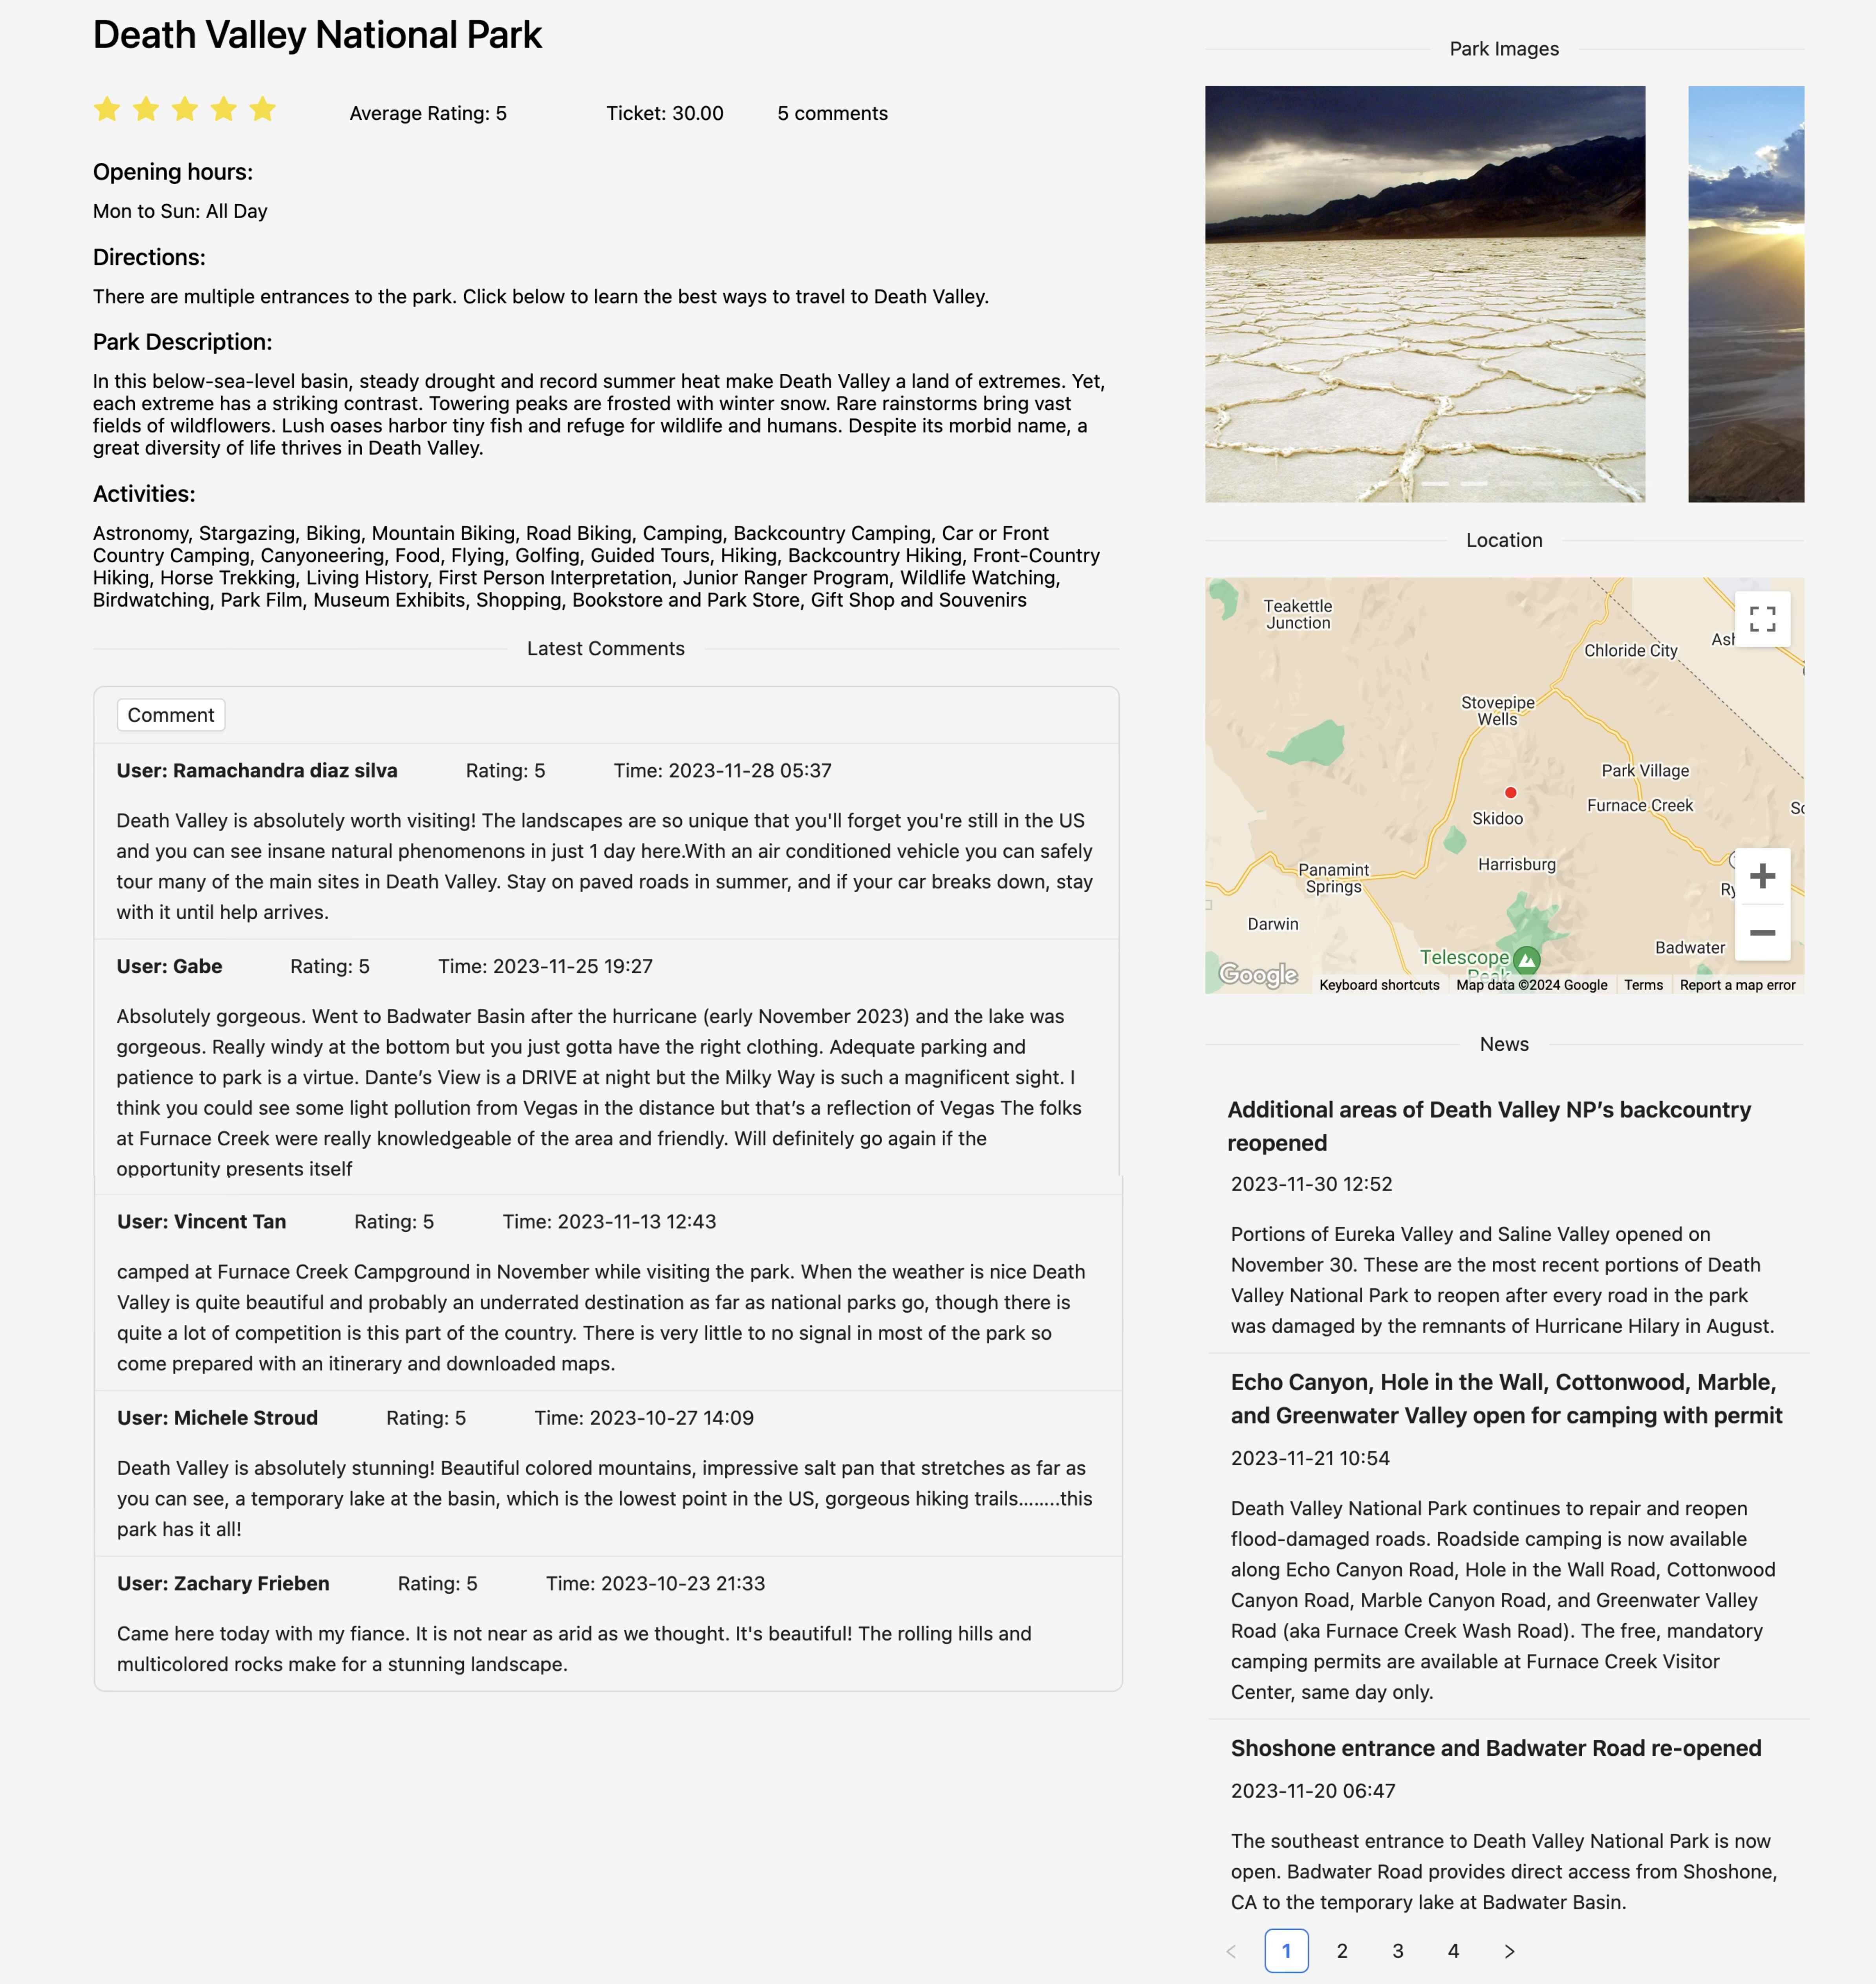 Death Valley National Park
Average Rating: 5
Ticket: 30.00
5 comments
Opening hours:
Mon to Sun: All Day
Directions:
There are multiple entrances to the park. Click below to learn the best ways to travel to Death Valley.
Park Description:
In this below-sea-level basin, steady drought and record summer heat make Death Valley a land of extremes. Yet,
each extreme has a striking contrast. Towering peaks are frosted with winter snow. Rare rainstorms bring vast
fields of wildflowers. Lush oases harbor tiny fish and refuge for wildlife and humans. Despite its morbid name, a
great diversity of life thrives in Death Valley.
Activities:
Astronomy, Stargazing, Biking, Mountain Biking, Road Biking, Camping, Backcountry Camping, Car or Front
Country Camping, Canyoneering, Food, Flying, Golfing, Guided Tours, Hiking, Backcountry Hiking, Front-Country
Hiking, Horse Trekking, Living History, First Person Interpretation, Junior Ranger Program, Wildlife Watching,
Birdwatching, Park Film, Museum Exhibits, Shopping, Bookstore and Park Store, Gift Shop and Souvenirs
Latest Comments
Comment
User: Ramachandra diaz silva Rating: 5 Time: 2023-11-28 05:37
Death Valley is absolutely worth visiting! The landscapes are so unique that you'll forget you're still in the US
and you can see insane natural phenomenons in just 1 day here.With an air conditioned vehicle you can safely
tour many of the main sites in Death Valley. Stay on paved roads in summer, and if your car breaks down, stay
with it until help arrives.
User: Gabe Rating: 5 Time: 2023-11-25 19:27
Absolutely gorgeous. Went to Badwater Basin after the hurricane (early November 2023) and the lake was
gorgeous. Really windy at the bottom but you just gotta have the right clothing. Adequate parking and
patience to park is a virtue. Dante’s View is a DRIVE at night but the Milky Way is such a magnificent sight. I
think you could see some light pollution from Vegas in the distance but that’s a reflection of Vegas The folks
at Furnace Creek were really knowledgeable of the area and friendly. Will definitely go again if the
opportunity presents itself
User: Vincent Tan Rating: 5 Time: 2023-11-13 12:43
camped at Furnace Creek Campground in November while visiting the park. When the weather is nice Death
Valley is quite beautiful and probably an underrated destination as far as national parks go, though there is
quite a lot of competition is this part of the country. There is very little to no signal in most of the park so
come prepared with an itinerary and downloaded maps.
User: Michele Stroud Rating: 5 Time: 2023-10-27 14:09
Death Valley is absolutely stunning! Beautiful colored mountains, impressive salt pan that stretches as far as
you can see, a temporary lake at the basin, which is the lowest point in the US, gorgeous hiking trails........this
park has it all!
User: Zachary Frieben Rating: 5 Time: 2023-10-23 21:33
Came here today with my fiance. It is not near as arid as we thought. It's beautiful! The rolling hills and
multicolored rocks make for a stunning landscape.
Park Images
Location
Teakettle
Junction
Chloride City
Ash
Stovepipe
Wells
Park Village
Furnace Creek
Skidoo
Harrisburg
Panamint
Springs
Ry
Darwin
Badwater
Telescope
Peak
Google
Keyboard shortcuts
Map data ©2024 Google
Terms
Report a map error
News
Additional areas of Death Valley NP’s backcountry
reopened
2023-11-30 12:52
Portions of Eureka Valley and Saline Valley opened on
November 30. These are the most recent portions of Death
Valley National Park to reopen after every road in the park
was damaged by the remnants of Hurricane Hilary in August.
Echo Canyon, Hole in the Wall, Cottonwood, Marble,
and Greenwater Valley open for camping with permit
2023-11-21 10:54
Death Valley National Park continues to repair and reopen
flood-damaged roads. Roadside camping is now available
along Echo Canyon Road, Hole in the Wall Road, Cottonwood
Canyon Road, Marble Canyon Road, and Greenwater Valley
Road (aka Furnace Creek Wash Road). The free, mandatory
camping permits are available at Furnace Creek Visitor
Center, same day only.
Shoshone entrance and Badwater Road re-opened
2023-11-20 06:47
The southeast entrance to Death Valley National Park is now
open. Badwater Road provides direct access from Shoshone,
CA to the temporary lake at Badwater Basin.
< 1 2 3 4 >